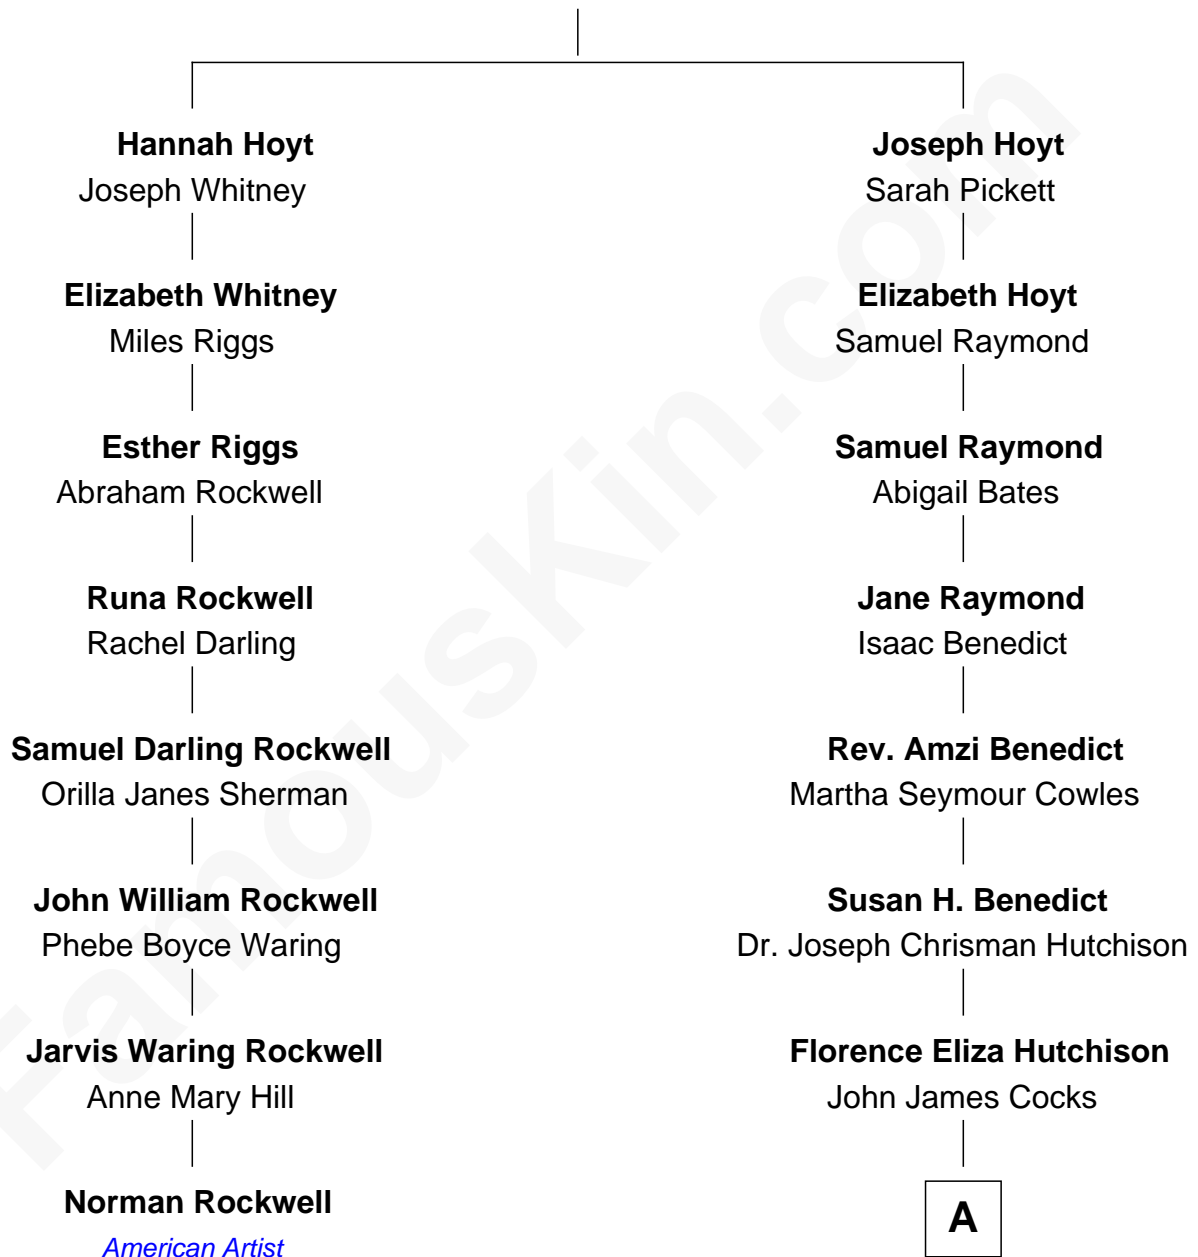 Hannah Hoyt
Joseph Whitney
Elizabeth Whitney
Miles Riggs
Esther Riggs
Abraham Rockwell
Runa Rockwell
Rachel Darling
Samuel Darling Rockwell
Orilla Janes Sherman
John William Rockwell
Phebe Boyce Waring
Jarvis Waring Rockwell
Anne Mary Hill
Norman Rockwell
American Artist
Joseph Hoyt
Sarah Pickett
Elizabeth Hoyt
Samuel Raymond
Samuel Raymond
Abigail Bates
Jane Raymond
Isaac Benedict
Rev. Amzi Benedict
Martha Seymour Cowles
Susan H. Benedict
Dr. Joseph Chrisman Hutchison
Florence Eliza Hutchison
John James Cocks
A
FamousKin.com